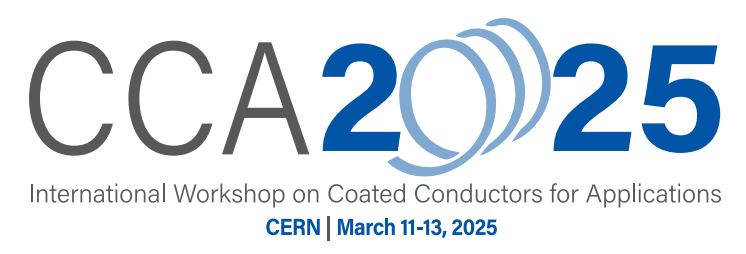 CCA2025
International Workshop on Coated Conductors for Applications
CERN | March 11-13, 2025